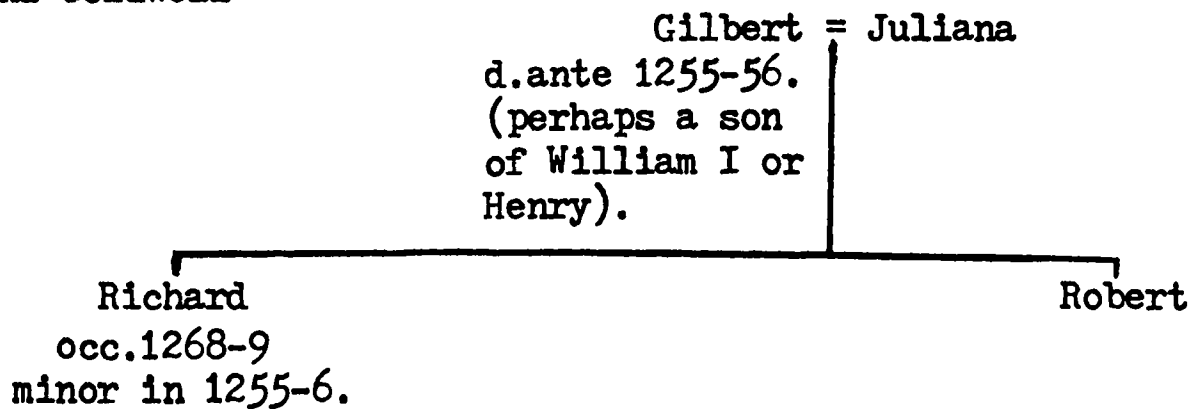 Gilbert = Juliana
d.ante 1255-56.
(perhaps a son
of William I or
Henry).
Richard
occ.1268-9
minor in 1255-6.
Robert